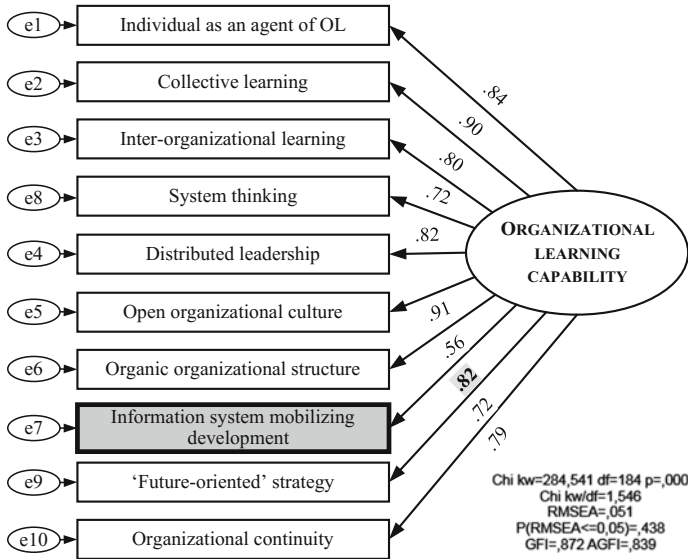 e1
Individual as an agent of OL
e2
Collective learning
e3
Inter-organizational learning
e8
System thinking
e4
Distributed leadership
e5
Open organizational culture
e6
Organic organizational structure
e7
Information system mobilizing
development
e9
‘Future-oriented’ strategy
e10
Organizational continuity
.84
.90
.80
.72
.82
.91
.56
.82
.72
.79
ORGANIZATIONAL
LEARNING
CAPABILITY
Chi kw=284,541 df=184 p=,000
Chi kw/df=1,546
RMSEA=,051
P(RMSEA<=0,05)=,438
GFI=,872 AGFI=,839